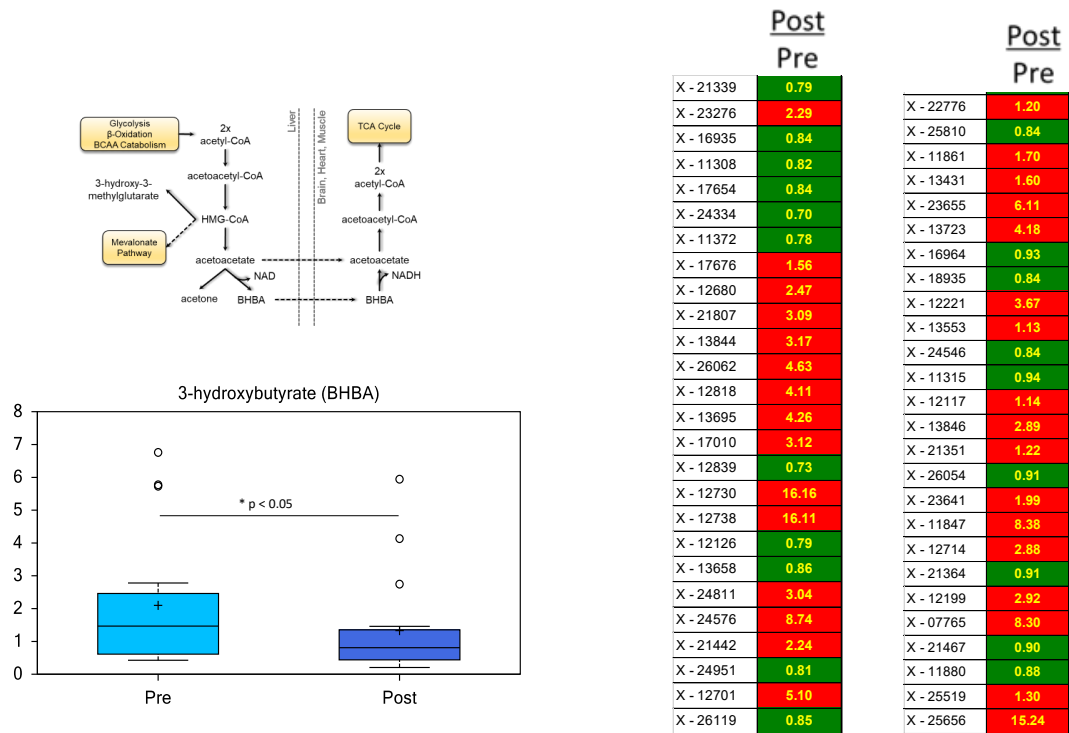 Glycolysis
β-Oxidation
BCAA Catabolism
2x
acetyl-CoA
acetoacetyl-CoA
3-hydroxy-3-
methylglutarate
HMG-CoA
Mevalonate
Pathway
acetoacetate
NAD
acetone
BHBA
Liver
Brain, Heart, Muscle
TCA Cycle
2x
acetyl-CoA
acetoacetyl-CoA
acetoacetate
NADH
BHBA
3-hydroxybutyrate (BHBA)
8
7
6
5
4
3
2
1
0
* p < 0.05
Pre
Post
Post
Pre
X - 21339 0.79
X - 23276 2.29
X - 16935 0.84
X - 11308 0.82
X - 17654 0.84
X - 24334 0.70
X - 11372 0.78
X - 17676 1.56
X - 12680 2.47
X - 21807 3.09
X - 13844 3.17
X - 26062 4.63
X - 12818 4.11
X - 13695 4.26
X - 17010 3.12
X - 12839 0.73
X - 12730 16.16
X - 12738 16.11
X - 12126 0.79
X - 13658 0.86
X - 24811 3.04
X - 24576 8.74
X - 21442 2.24
X - 24951 0.81
X - 12701 5.10
X - 26119 0.85
Post
Pre
X - 22776 1.20
X - 25810 0.84
X - 11861 1.70
X - 13431 1.60
X - 23655 6.11
X - 13723 4.18
X - 16964 0.93
X - 18935 0.84
X - 12221 3.67
X - 13553 1.13
X - 24546 0.84
X - 11315 0.94
X - 12117 1.14
X - 13846 2.89
X - 21351 1.22
X - 26054 0.91
X - 23641 1.99
X - 11847 8.38
X - 12714 2.88
X - 21364 0.91
X - 12199 2.92
X - 07765 8.30
X - 21467 0.90
X - 11880 0.88
X - 25519 1.30
X - 25656 15.24